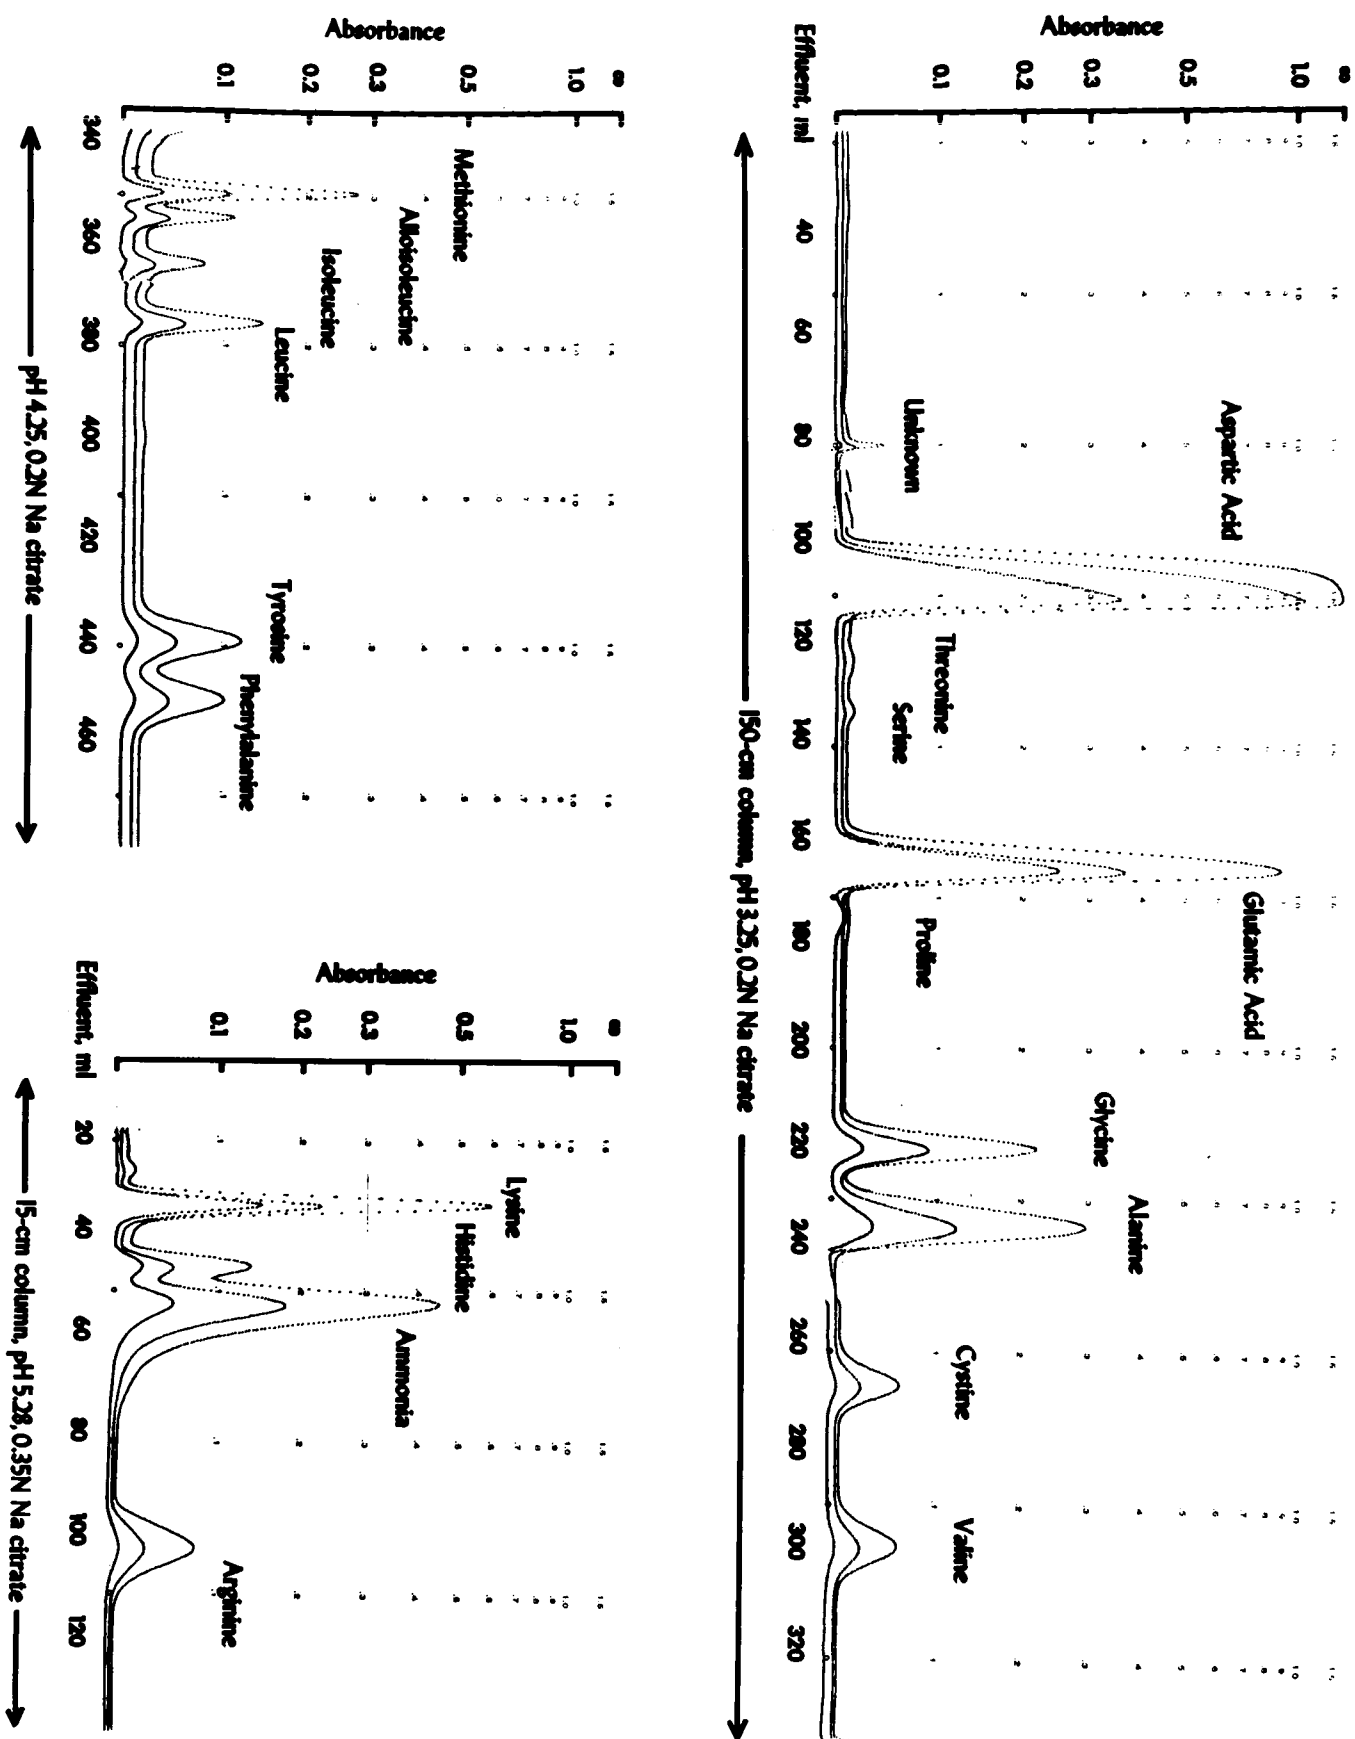 Absorbance
∞
1.0
0.5
0.3
0.2
0.1
Effluent, ml
40
60
80
100
120
140
160
180
200
220
240
260
280
300
320
Unknown
Aspartic Acid
Threonine
Serine
Glutamic Acid
Proline
Glycine
Alanine
Cystine
Valine
150-cm column, pH 3.25, 0.2N Na citrate
Absorbance
∞
1.0
0.5
0.3
0.2
0.1
340
360
380
400
420
440
460
Methionine
Alloisoleucine
Isoleucine
Leucine
Tyrosine
Phenylalanine
pH 4.25, 0.2N Na citrate
Absorbance
∞
1.0
0.5
0.3
0.2
0.1
Effluent, ml
20
40
60
80
100
120
Lysine
Histidine
Ammonia
Arginine
15-cm column, pH 5.28, 0.35N Na citrate